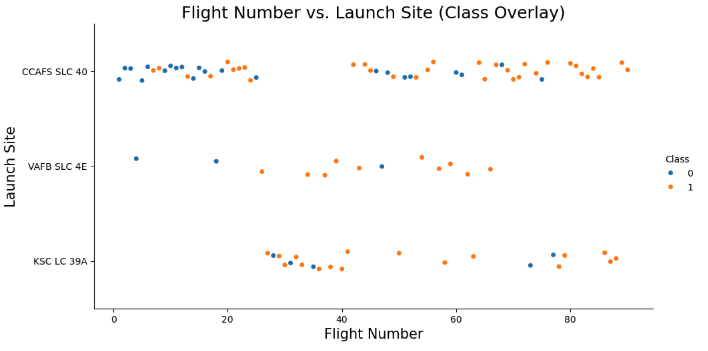 Flight Number vs. Launch Site (Class Overlay)
CCAFS SLC 40
VAFB SLC 4E
KSC LC 39A
Launch Site
0 20 40 60 80
Flight Number
Class
0
1